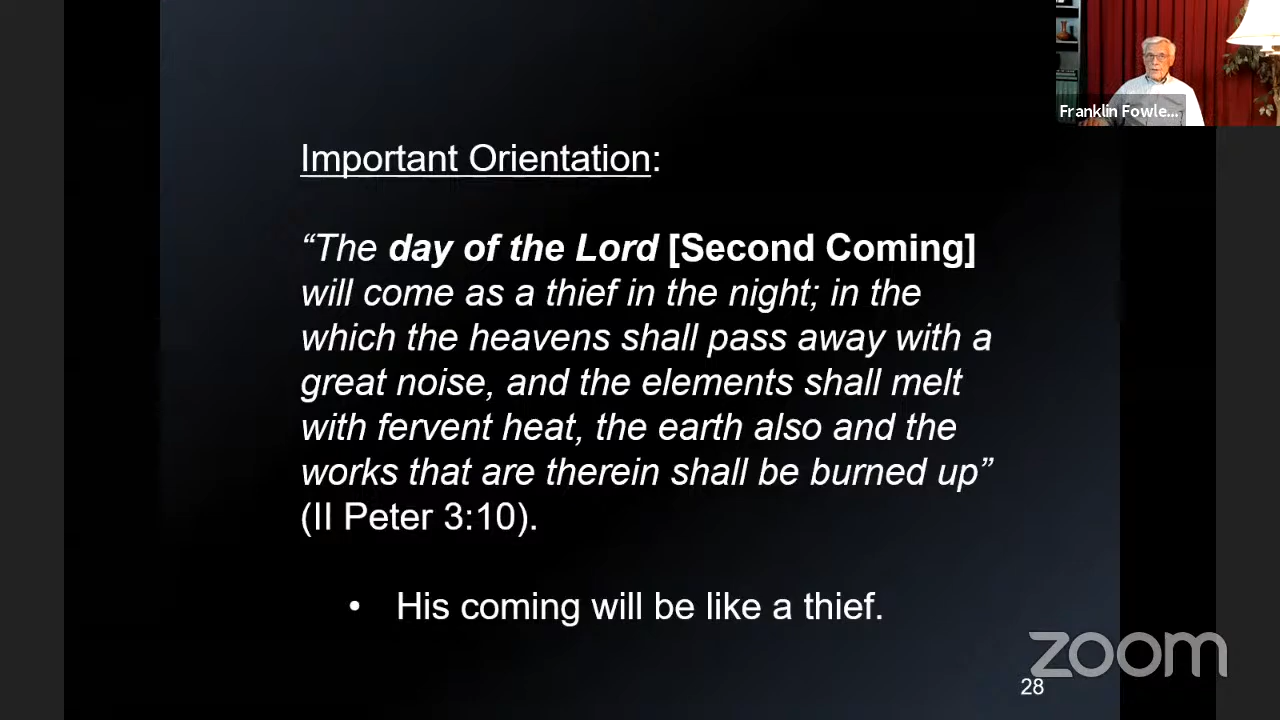 Franklin Fowle...
Important Orientation:
“The day of the Lord [Second Coming]
will come as a thief in the night; in the
which the heavens shall pass away with a
great noise, and the elements shall melt
with fervent heat, the earth also and the
works that are therein shall be burned up”
(II Peter 3:10).
• His coming will be like a thief.
zoom
28